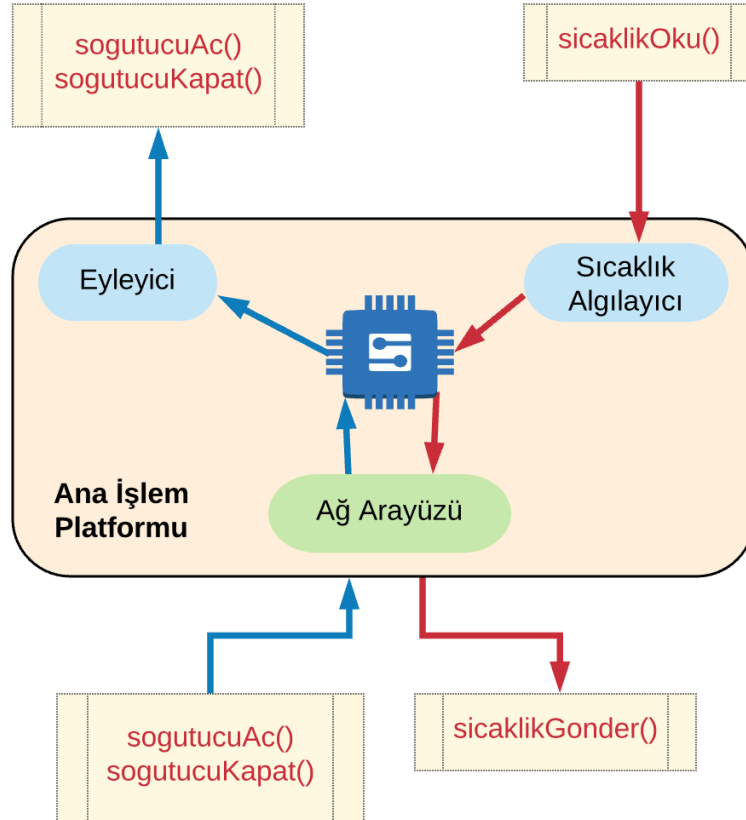 sogutucuAc()
sogutucuKapat()
sicaklikOku()
Eyleyici
Sıcaklık
Algılayıcı
Ana İşlem
Platformu
Ağ Arayüzü
sogutucuAc()
sogutucuKapat()
sicaklikGonder()